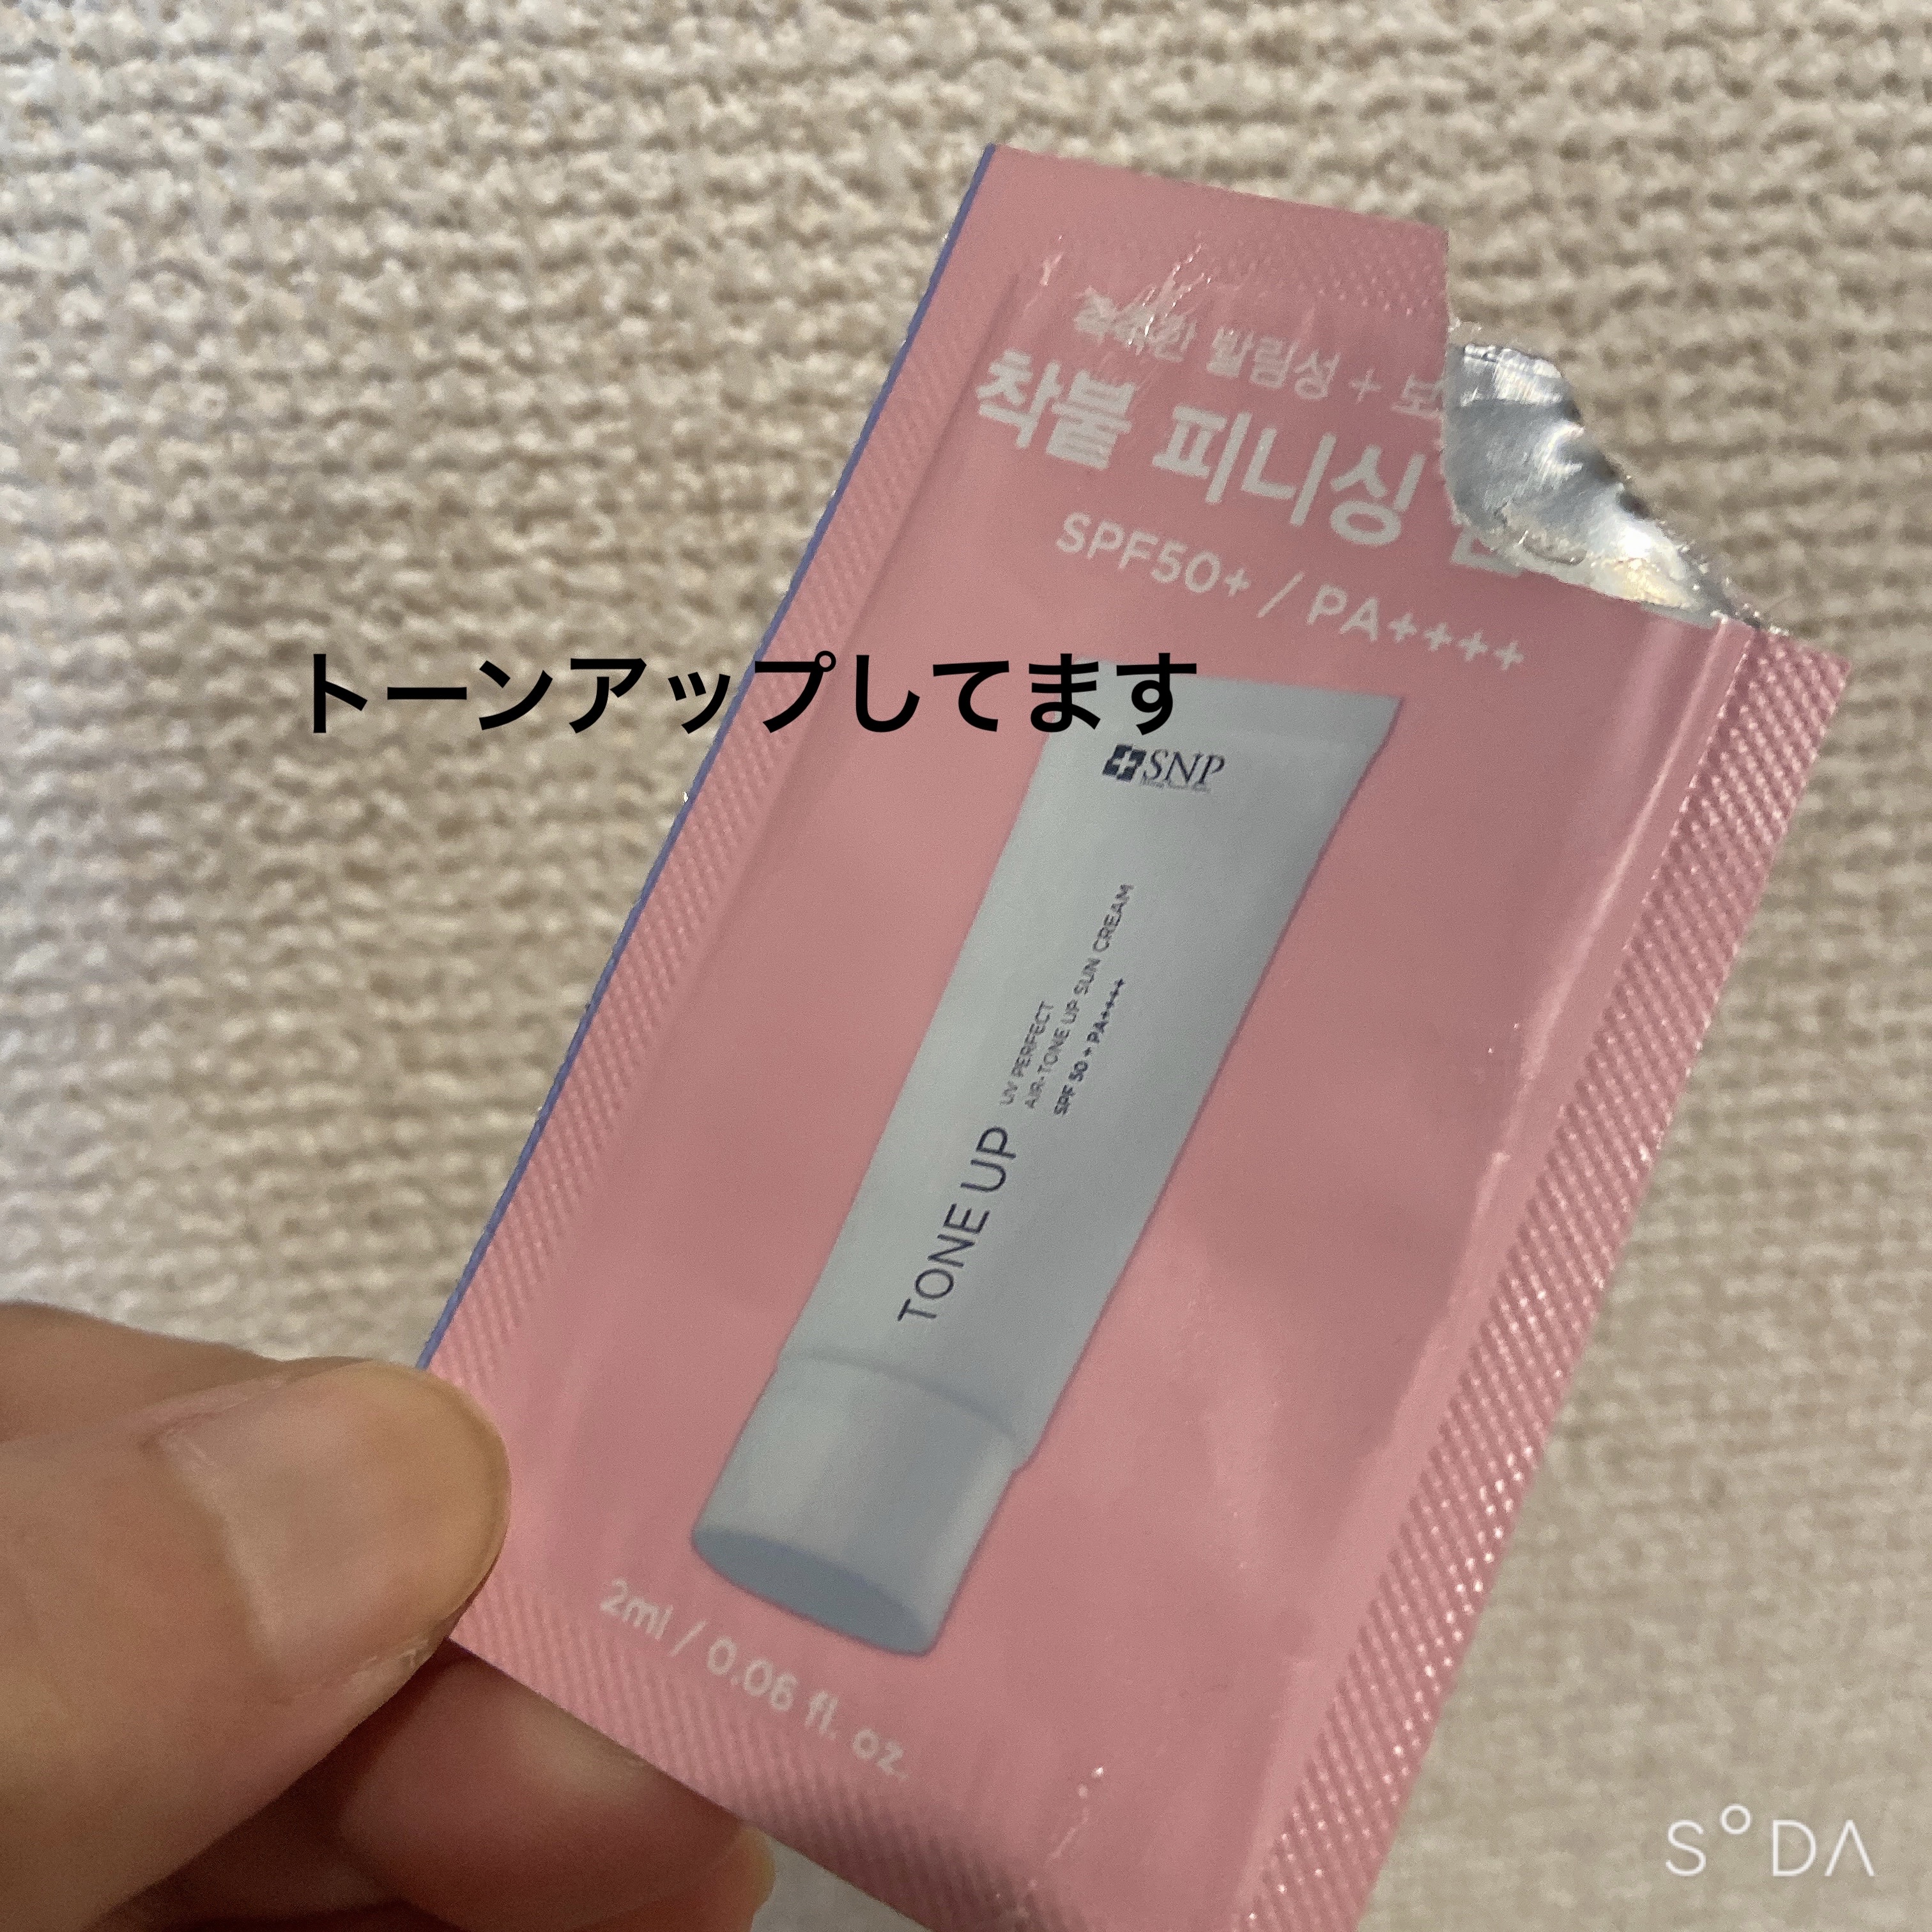 발림성 +
착붙 피니싱
SPF50+ / PA++++
トーンアップしてます
SNP
TONE UP
UV PERFECT
AIR-TONE UP SUN CREAM
SPF 50+ PA++++
2ml / 0.06 fl. oz.
SODA